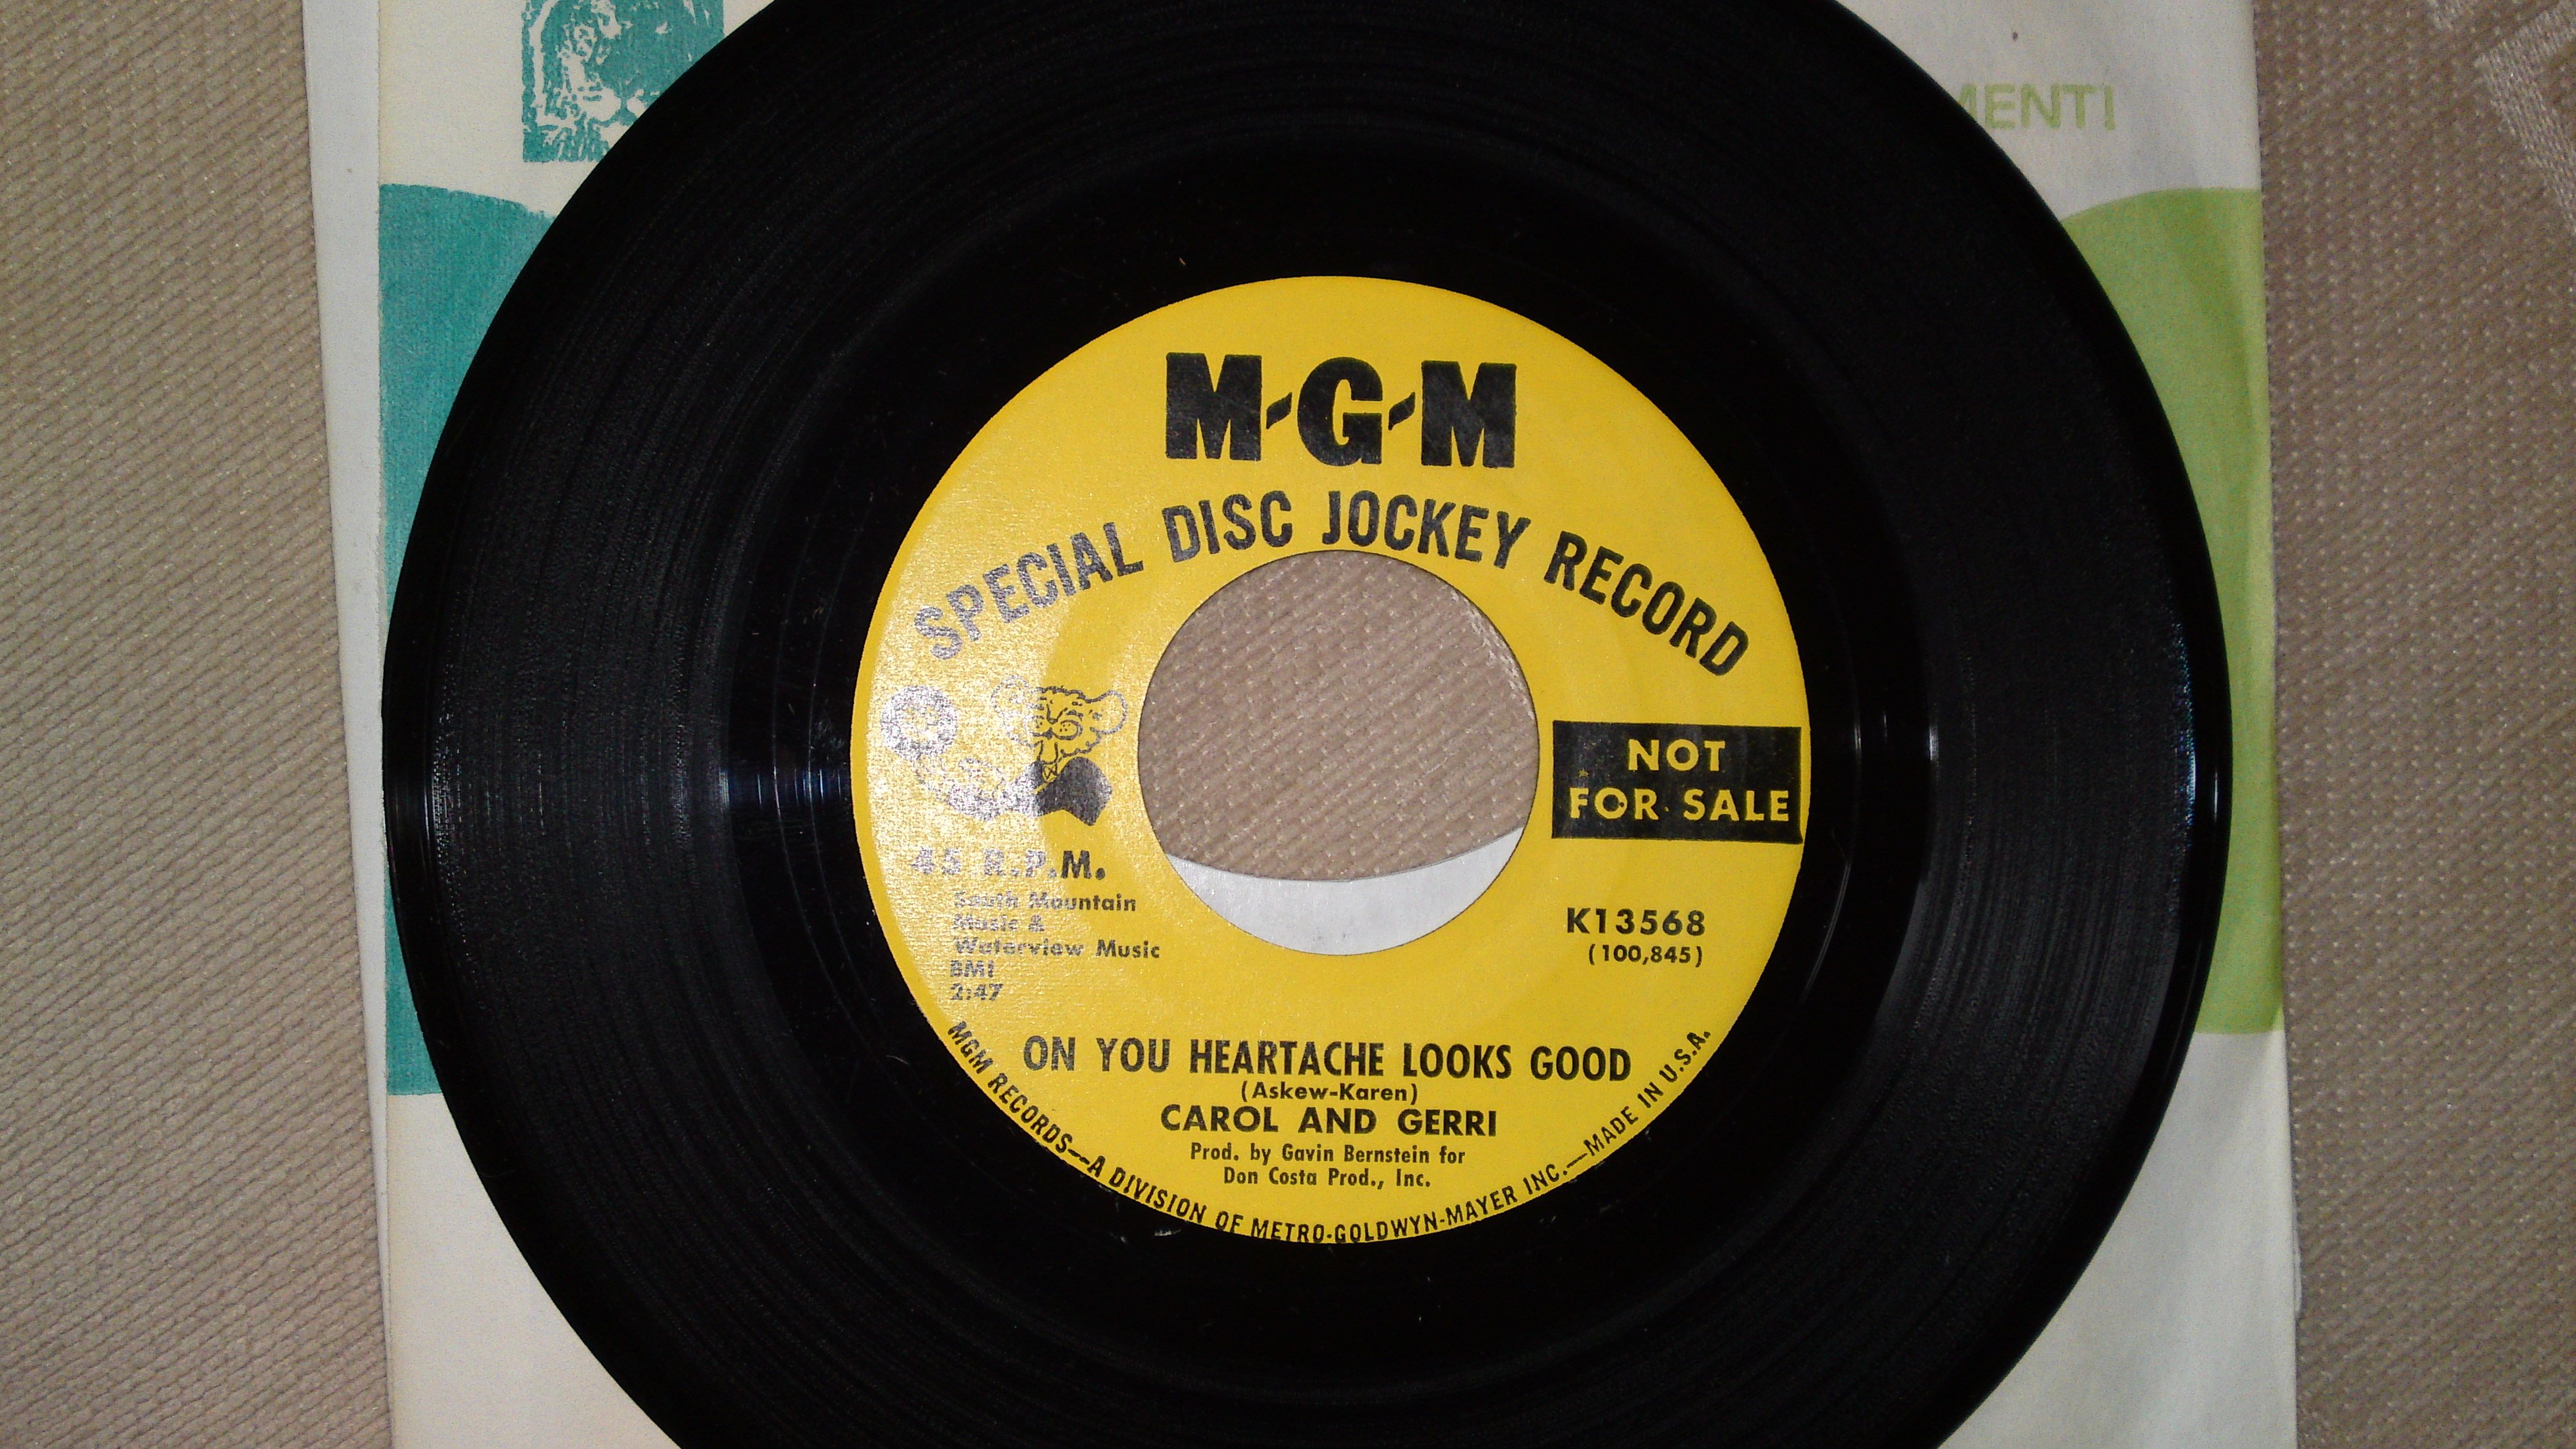 MENT!
M-G-M
SPECIAL DISC JOCKEY RECORD
NOT
FOR SALE
45 R.P.M.
South Mountain
Music &
Waterview Music
BMI
2:47
K13568
(100,845)
ON YOU HEARTACHE LOOKS GOOD
(Askew-Karen)
CAROL AND GERRI
Prod. by Gavin Bernstein for
Don Costa Prod., Inc.
MGM RECORDS—A DIVISION OF METRO-GOLDWYN-MAYER INC.—MADE IN U.S.A.